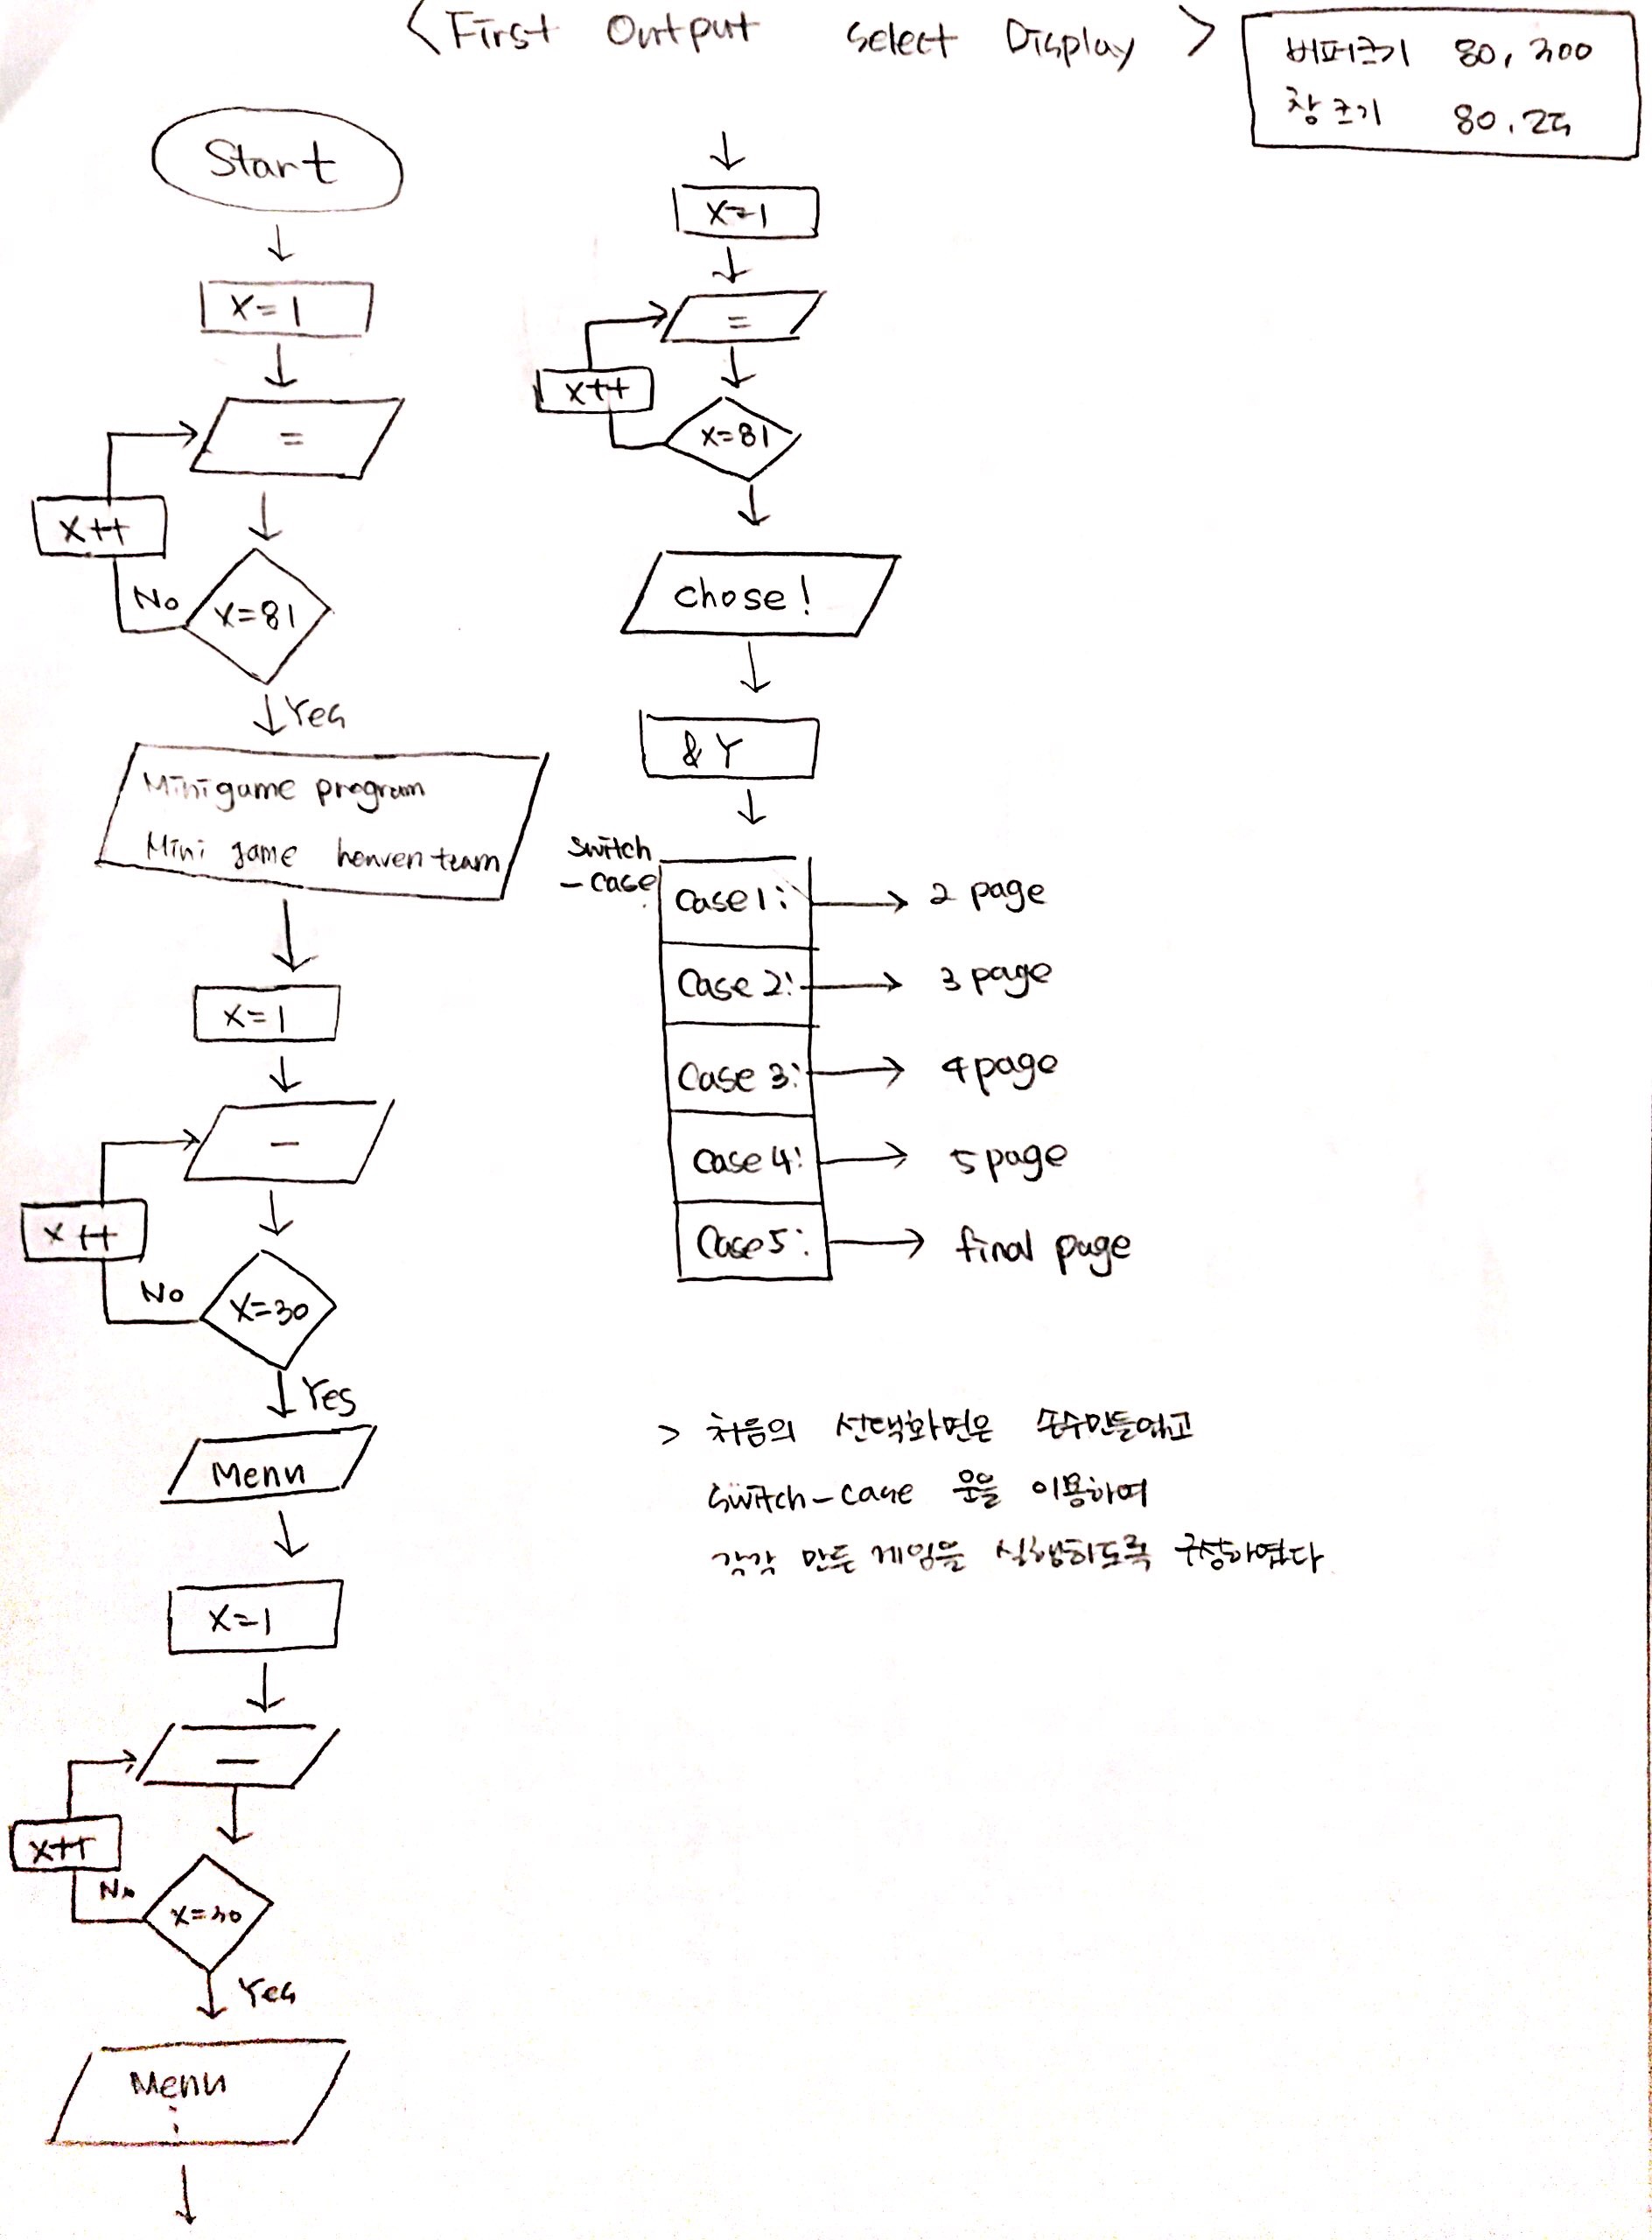 <First Output select Display>
버퍼크기 80, 300
창크기 80, 25
Start
X=1
=
X++
No
X=81
Yes
Minigame program
Mini game heaven team
X=1
-
X++
No
X=30
Yes
Menu
X=1
-
X++
No
X=30
Yes
Menu
:
X=1
=
X++
X=81
chose!
&Y
switch
-case
Case1: → 2 page
Case 2: → 3 page
Case 3: → 4 page
Case 4: → 5 page
Case5: → final page
> 처음의 선택화면은 손수만들었고
switch-case 문을 이용하여
각각 만든 게임을 실행하도록 구성하였다